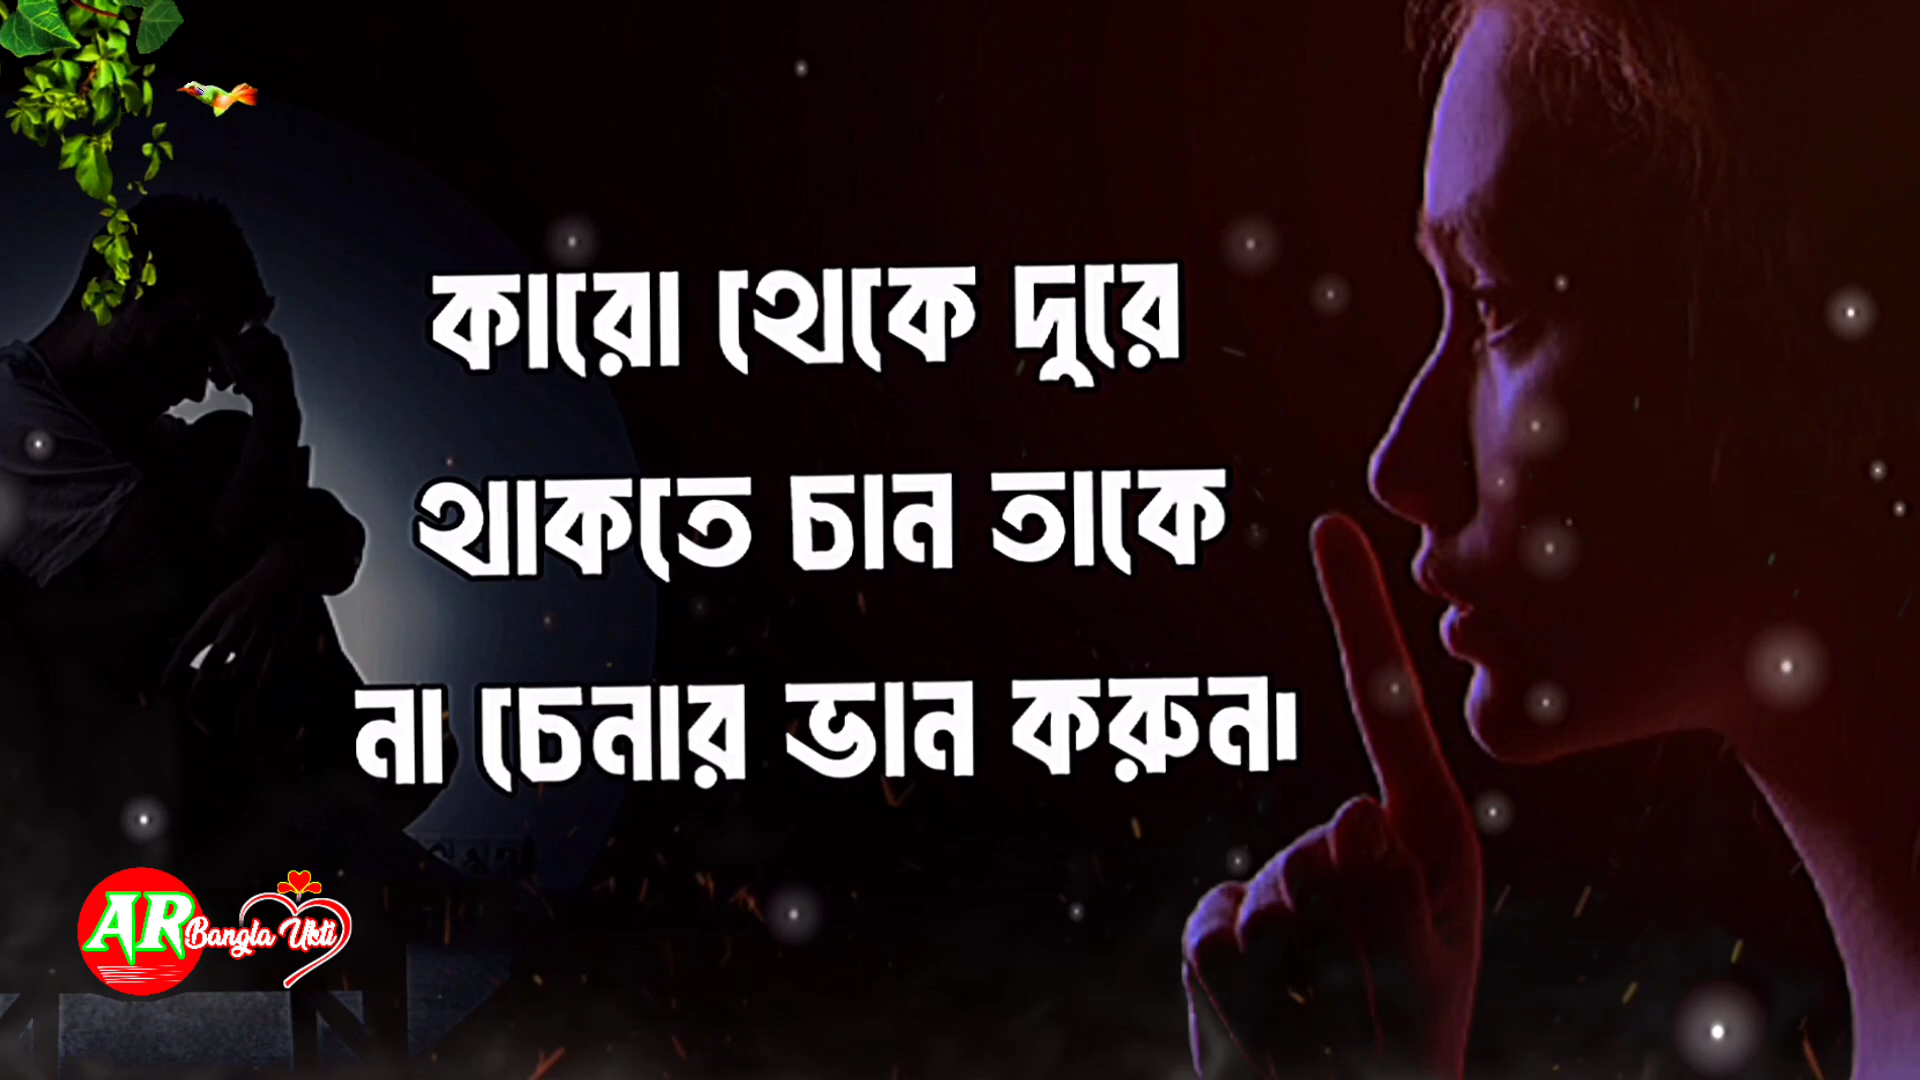 কারো থেকে দুরে
থাকতে চান তাকে
না চেনার ভান করুন।
AR Bangla Ukti